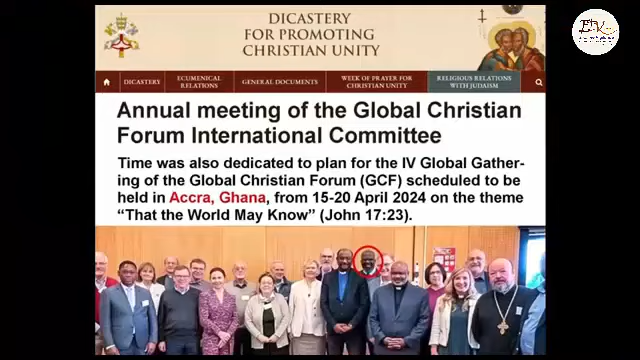 DICASTERY
FOR PROMOTING
CHRISTIAN UNITY
DICASTERY
ECUMENICAL
RELATIONS
GENERAL DOCUMENTS
WEEK OF PRAYER FOR
CHRISTIAN UNITY
RELIGIOUS RELATIONS
WITH JUDAISM
Annual meeting of the Global Christian
Forum International Committee
Time was also dedicated to plan for the IV Global Gather-
ing of the Global Christian Forum (GCF) scheduled to be
held in Accra, Ghana, from 15-20 April 2024 on the theme
“That the World May Know” (John 17:23).